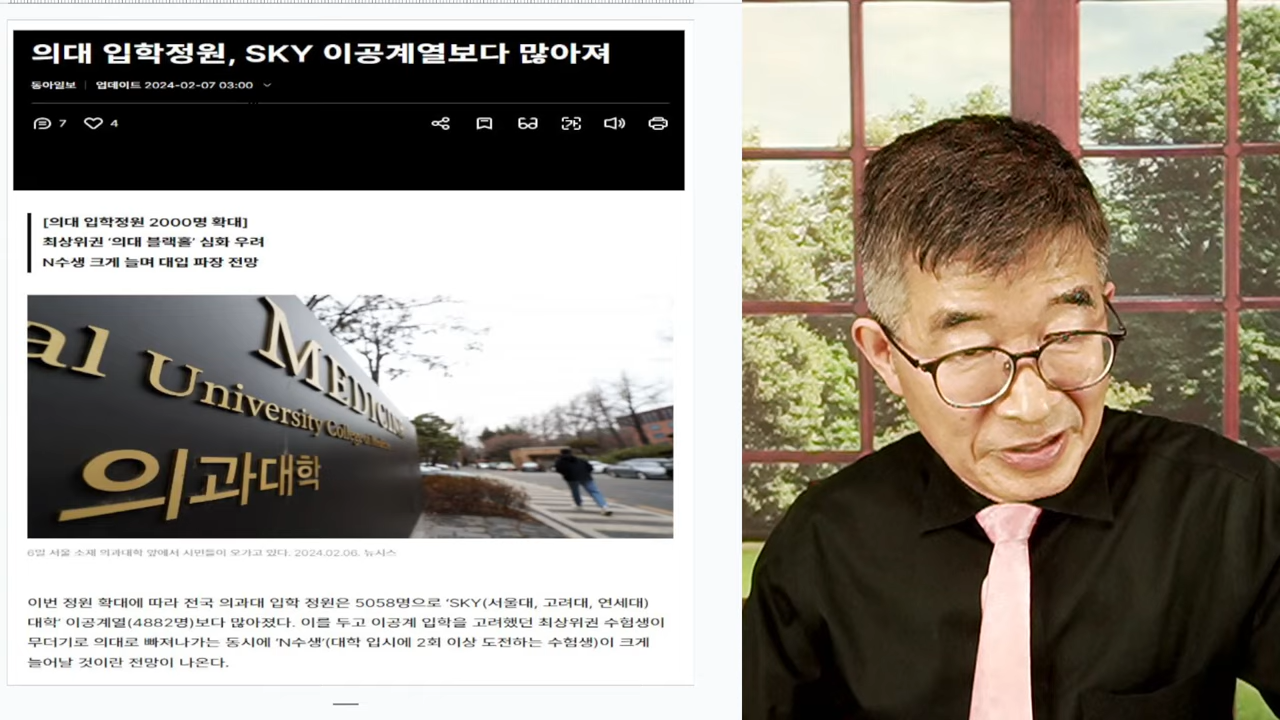 의대 입학정원, SKY 이공계열보다 많아져
동아일보 업데이트 2024-02-07 03:00
7 4
[의대 입학정원 2000명 확대]
최상위권 '의대 블랙홀' 심화 우려
N수생 크게 늘며 대입 파장 전망
al University College of Medicine
MEDICINE
의과대학
6일 서울 소재 의과대학 앞에서 시민들이 오가고 있다. 2024.02.06. 뉴시스
이번 정원 확대에 따라 전국 의과대 입학 정원은 5058명으로 'SKY(서울대, 고려대, 연세대)
대학' 이공계열(4882명)보다 많아졌다. 이를 두고 이공계 입학을 고려했던 최상위권 수험생이
무더기로 의대로 빠져나가는 동시에 'N수생'(대학 입시에 2회 이상 도전하는 수험생)이 크게
늘어날 것이란 전망이 나온다.